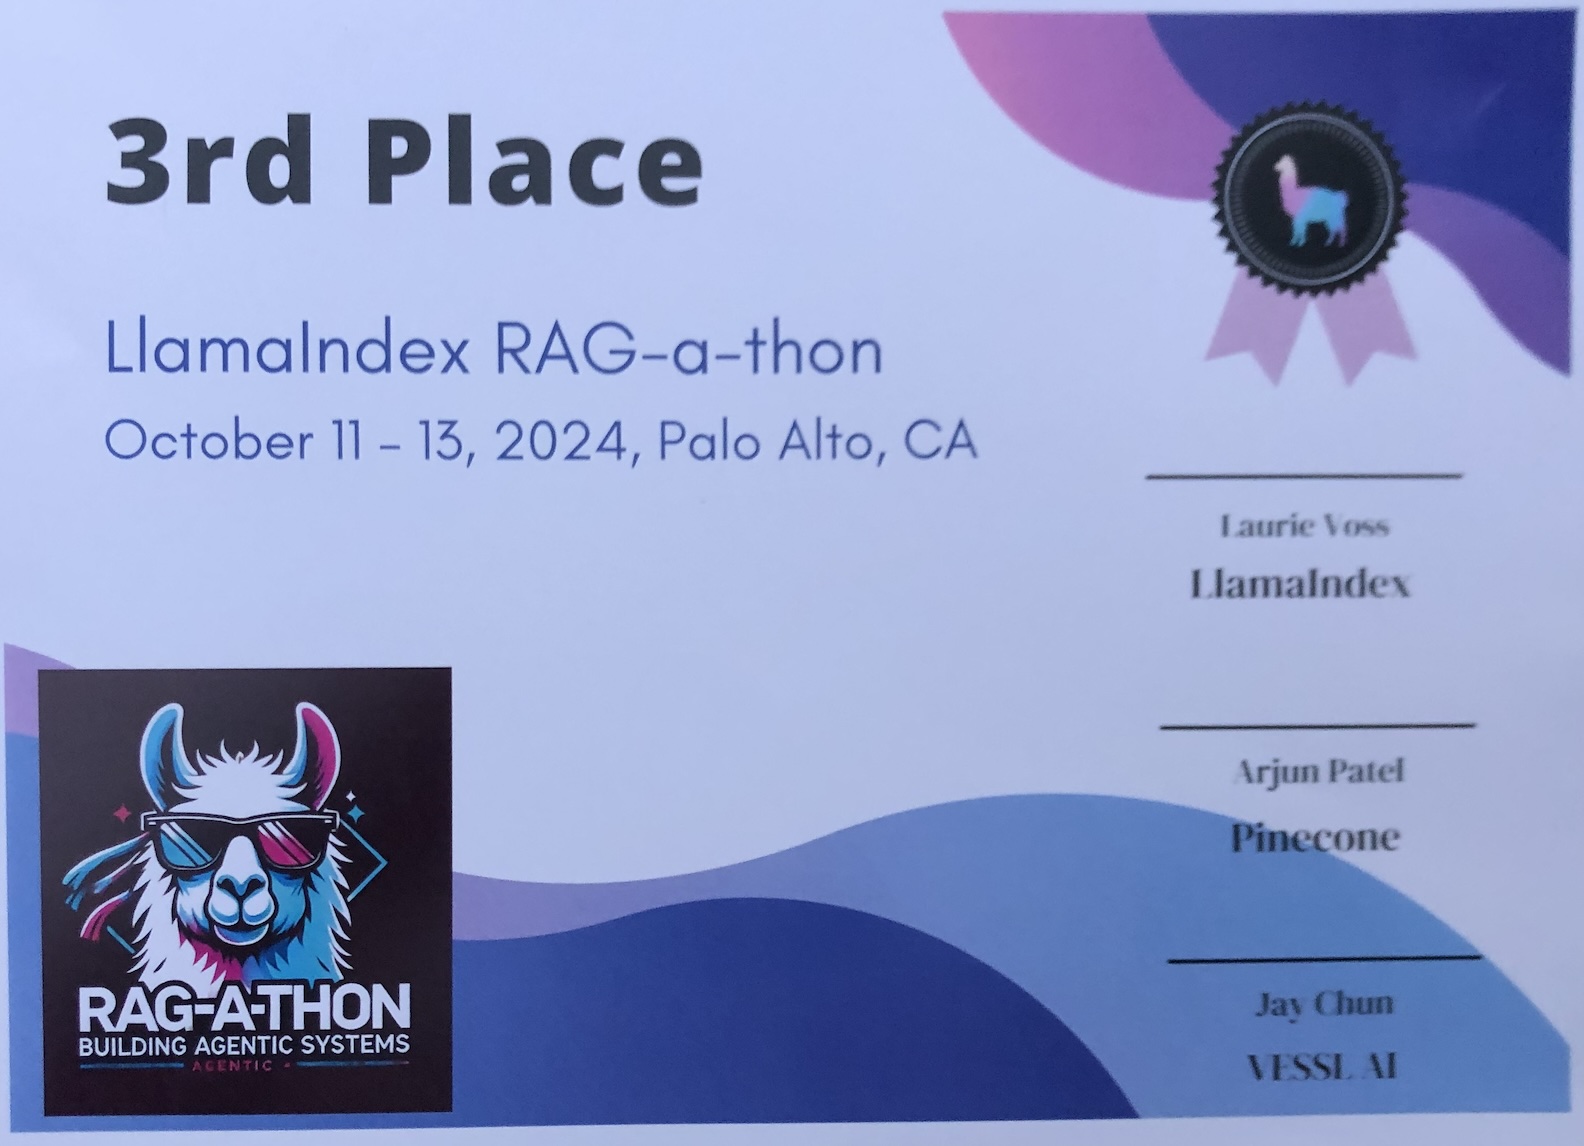 3rd Place
LlamaIndex RAG-a-thon
October 11 - 13, 2024, Palo Alto, CA
Laurie Voss
LlamaIndex
Arjun Patel
Pinecone
Jay Chun
VESSL AI
RAG-A-THON
BUILDING AGENTIC SYSTEMS
AGENTIC